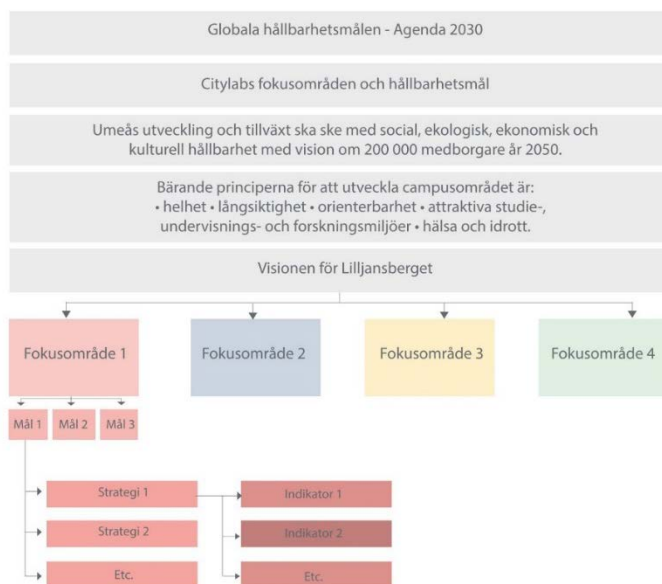 Globala hållbarhetsmålen - Agenda 2030
Citylabs fokusområden och hållbarhetsmål
Umeås utveckling och tillväxt ska ske med social, ekologisk, ekonomisk och
kulturell hållbarhet med vision om 200 000 medborgare år 2050.
Bärande principerna för att utveckla campusområdet är:
• helhet • långsiktighet • orienterbarhet • attraktiva studie-,
undervisnings- och forskningsmiljöer • hälsa och idrott.
Visionen för Lilljansberget
Fokusområde 1
Fokusområde 2
Fokusområde 3
Fokusområde 4
Mål 1
Mål 2
Mål 3
Strategi 1
Indikator 1
Strategi 2
Indikator 2
Etc.
Etc.